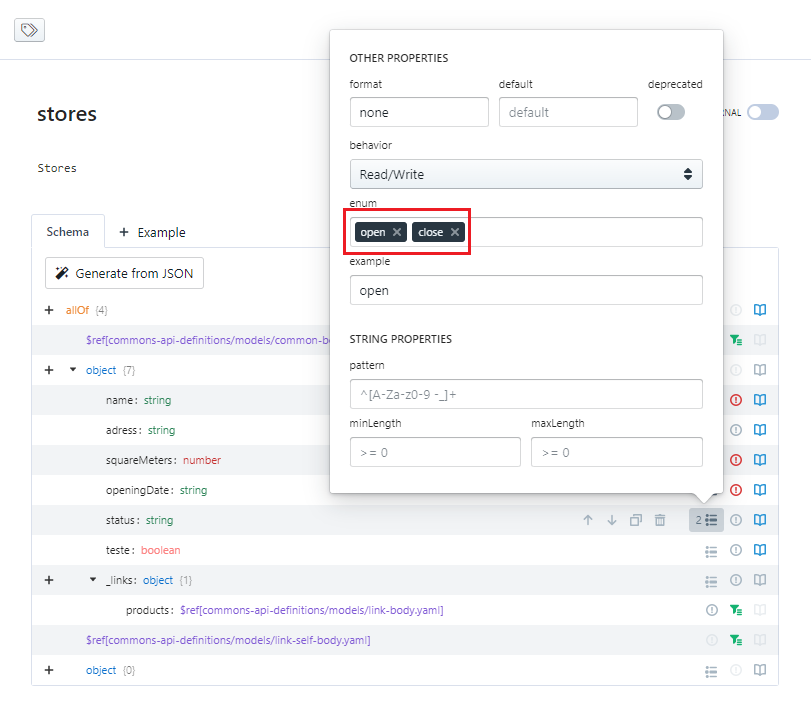 OTHER PROPERTIES
format
default
deprecated
none
default
stores
NAL
behavior
Stores
Read/Write
enum
Schema
+ Example
open ×
close ×
example
Generate from JSON
open
+ allOf {4}
STRING PROPERTIES
$ref[commons-api-definitions/models/common-b
pattern
+ object {7}
^[A-Za-z0-9 -_]+
name: string
minLength
maxLength
adress: string
>= 0
>= 0
squareMeters: number
openingDate: string
status: string
2
teste: boolean
+ _links: object {1}
products: $ref[commons-api-definitions/models/link-body.yaml]
$ref[commons-api-definitions/models/link-self-body.yaml]
+ object {0}